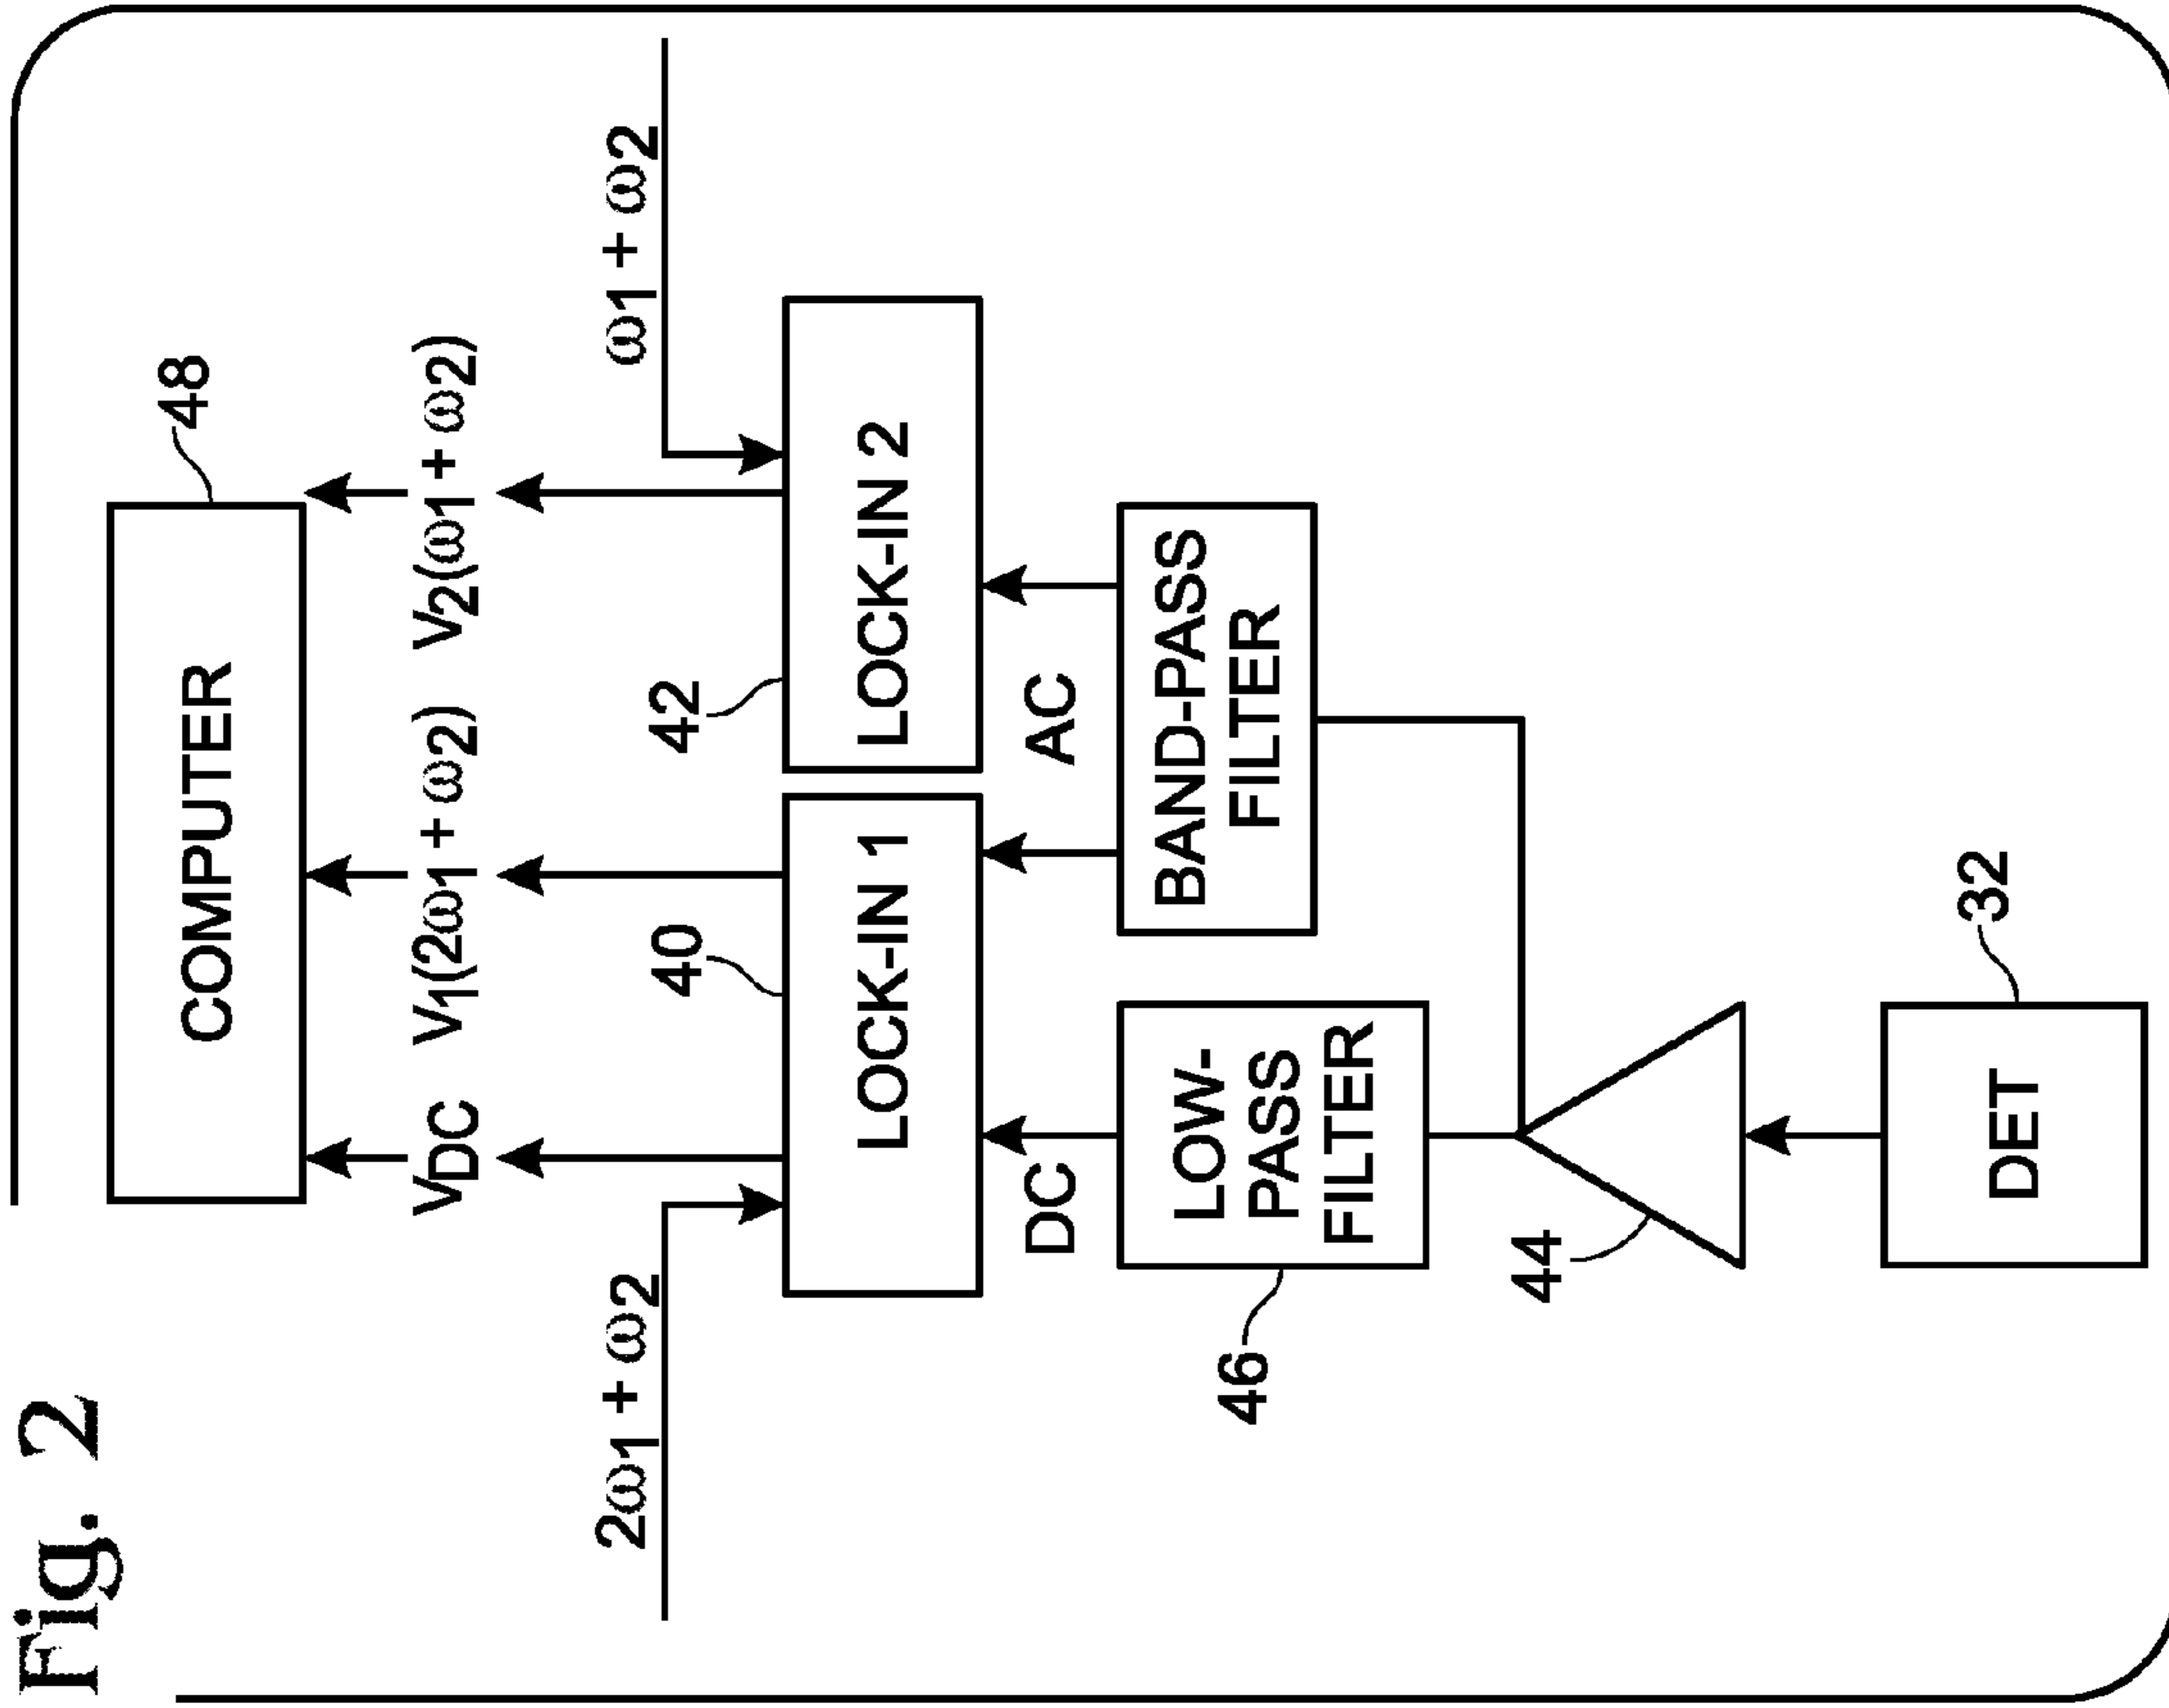 Fig. 2
COMPUTER
48
VDC
V1(2ω1 + ω2)
V2(ω1 + ω2)
2ω1 + ω2
ω1 + ω2
40
42
LOCK-IN 1
LOCK-IN 2
DC
AC
46
LOW-
PASS
FILTER
BAND-PASS
FILTER
44
DET
32